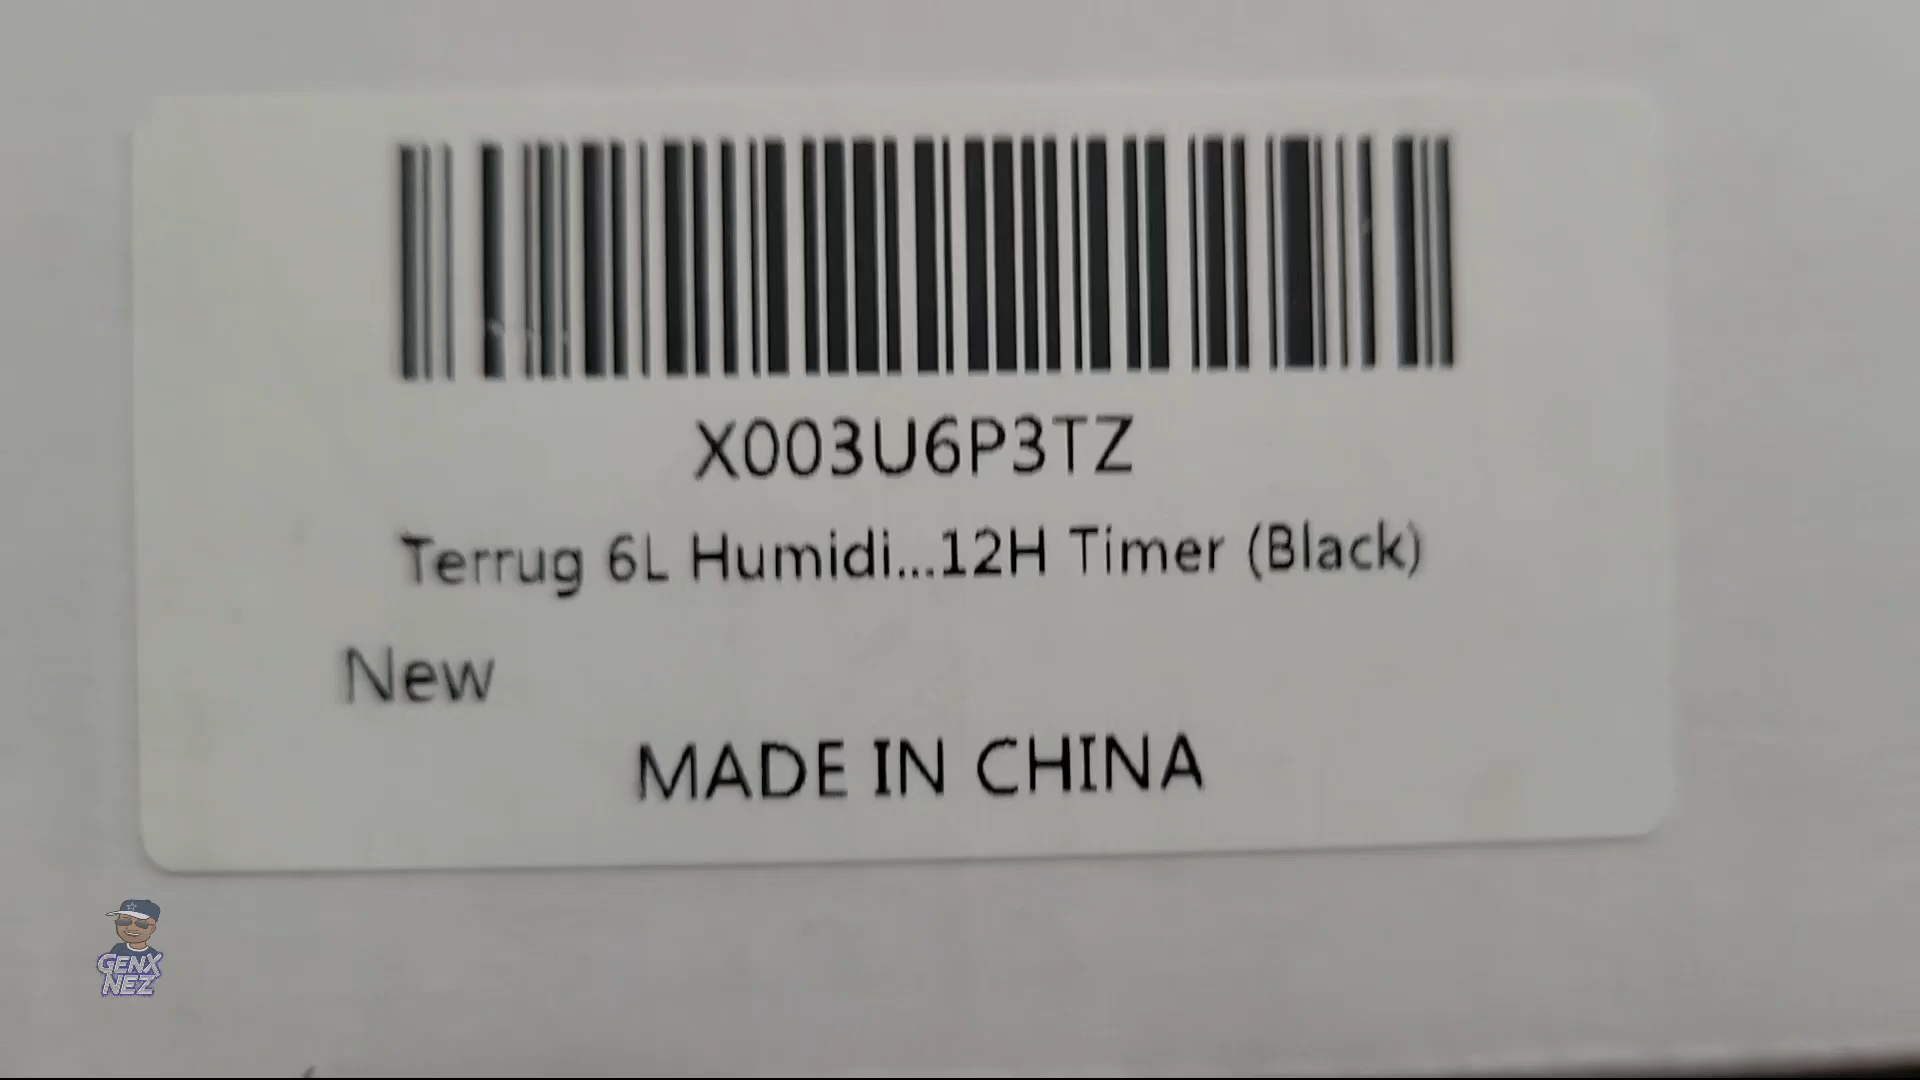 X003U6P3TZ
Terrug 6L Humidi...12H Timer (Black)
New
MADE IN CHINA
GENX
NEZ